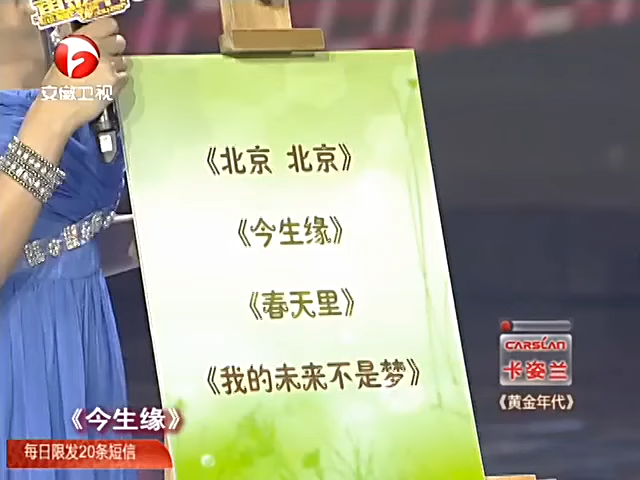 安徽卫视
《北京 北京》
《今生缘》
《春天里》
《我的未来不是梦》
CARSLAN
卡姿兰
《黄金年代》
《今生缘》
每日限发20条短信